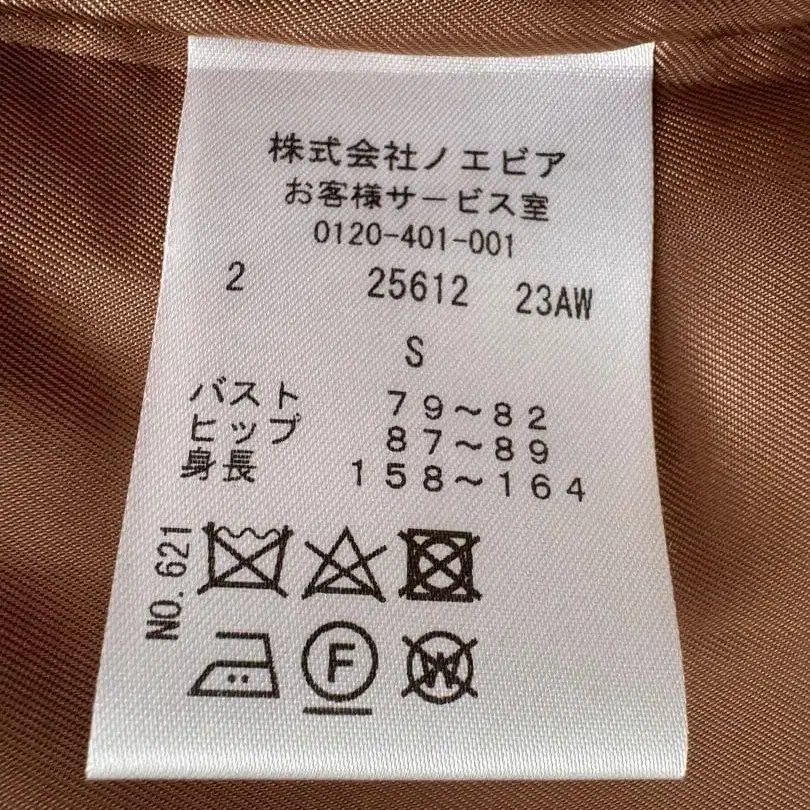 株式会社ノエビア
お客様サービス室
0120-401-001
2 25612 23AW
S
バスト 79～82
ヒップ 87～89
身長 158～164
NO.621
F
W